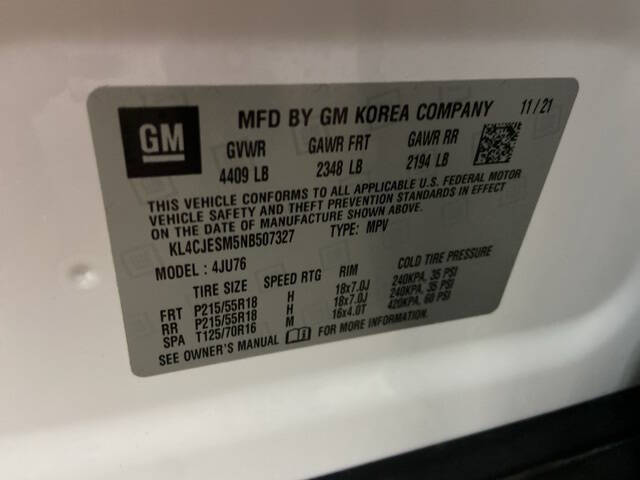 GM
MFD BY GM KOREA COMPANY 11/21
GVWR GAWR FRT GAWR RR
4409 LB 2348 LB 2194 LB
THIS VEHICLE CONFORMS TO ALL APPLICABLE U.S. FEDERAL MOTOR
VEHICLE SAFETY AND THEFT PREVENTION STANDARDS IN EFFECT
ON THE DATE OF MANUFACTURE SHOWN ABOVE.
KL4CJESM5NB507327 TYPE: MPV
MODEL : 4JU76
TIRE SIZE SPEED RTG RIM COLD TIRE PRESSURE
FRT P215/55R18 H 18x7.0J 240KPA, 35 PSI
RR P215/55R18 H 18x7.0J 240KPA, 35 PSI
SPA T125/70R16 M 16x4.0T 420KPA, 60 PSI
SEE OWNER'S MANUAL FOR MORE INFORMATION.